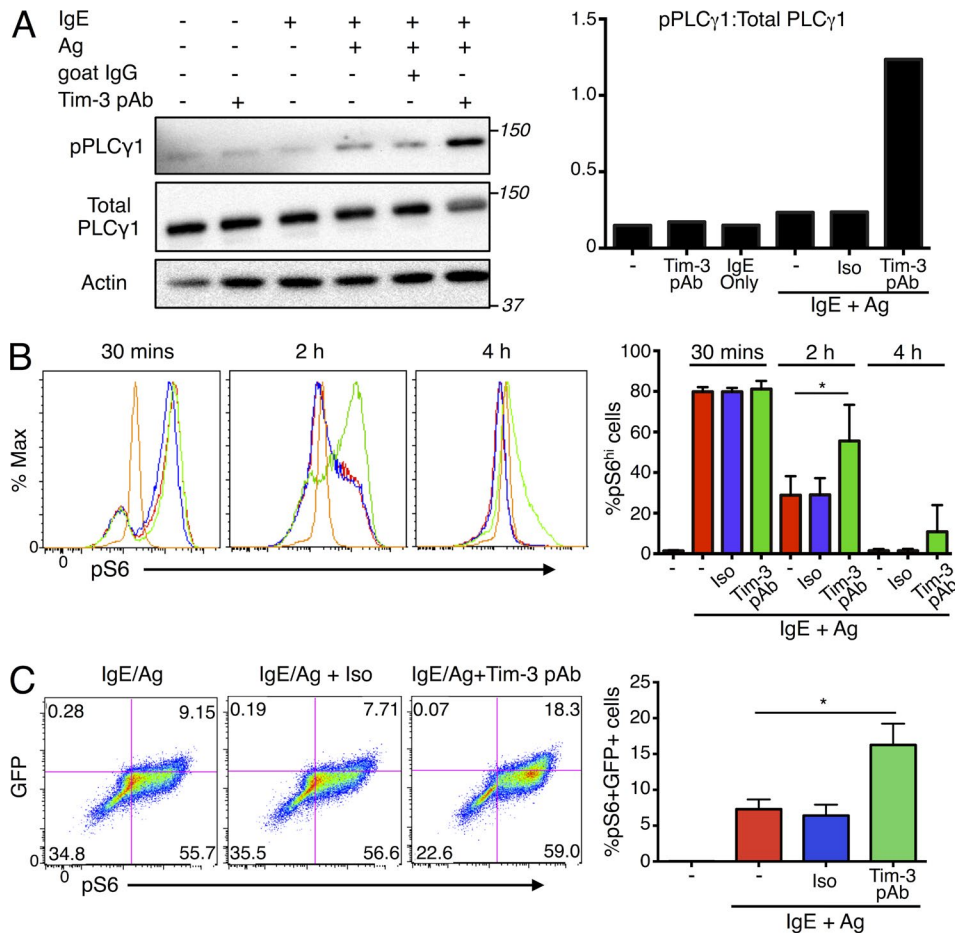 A
IgE - - + + + +
Ag - - - + + +
goat IgG - - - - + -
Tim-3 pAb - + - - - +
pPLCγ1
150
Total
PLCγ1
150
Actin
37
pPLCγ1:Total PLCγ1
1.5
1.0
0.5
0
- Tim-3 pAb IgE Only - Iso Tim-3 pAb
IgE + Ag
B
30 mins 2 h 4 h
% Max
0
0
pS6
30 mins 2 h 4 h
%pS6hi cells
100
80
60
40
20
0
- - Iso Tim-3 pAb - Iso Tim-3 pAb - Iso Tim-3 pAb
*
IgE + Ag
C
IgE/Ag IgE/Ag + Iso IgE/Ag+Tim-3 pAb
0.28 9.15 0.19 7.71 0.07 18.3
GFP
0
34.8 55.7 35.5 56.6 22.6 59.0
0
pS6
%pS6+GFP+ cells
25
20
15
10
5
0
*
- - Iso Tim-3 pAb
IgE + Ag